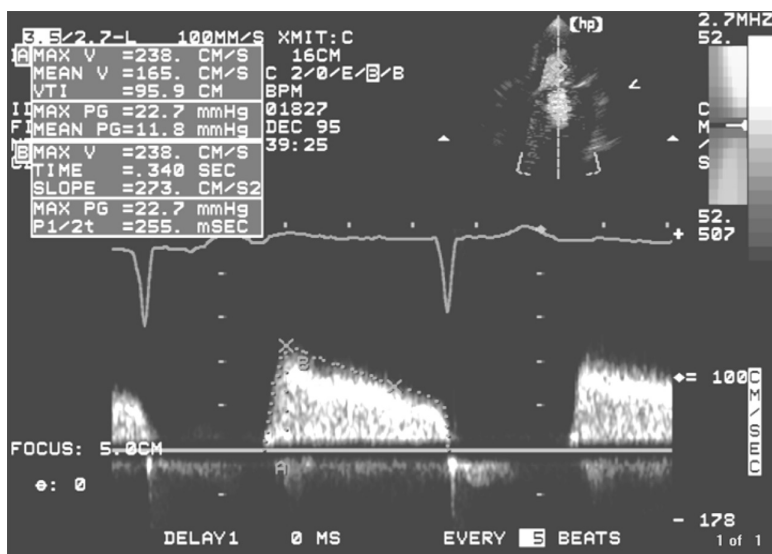 3.5/2.7-L 100MM/S XMIT:C
(hp)
2.7MHZ
52.
A MAX V =238. CM/S
16CM
MEAN V =165. CM/S
C 2/0/E/B/B
VTI =95.9 CM
BPM
MAX PG =22.7 mmHg
01827
MEAN PG=11.8 mmHg
DEC 95
B MAX V =238. CM/S
39:25
TIME =.340 SEC
SLOPE =273. CM/S2
MAX PG =22.7 mmHg
P1/2t =255. mSEC
CM/S
52.
+ 507
B
= 100
CM/SEC
FOCUS: 5.0CM
A
⊖: 0
- 178
DELAY1 0 MS EVERY 5 BEATS
1 of 1